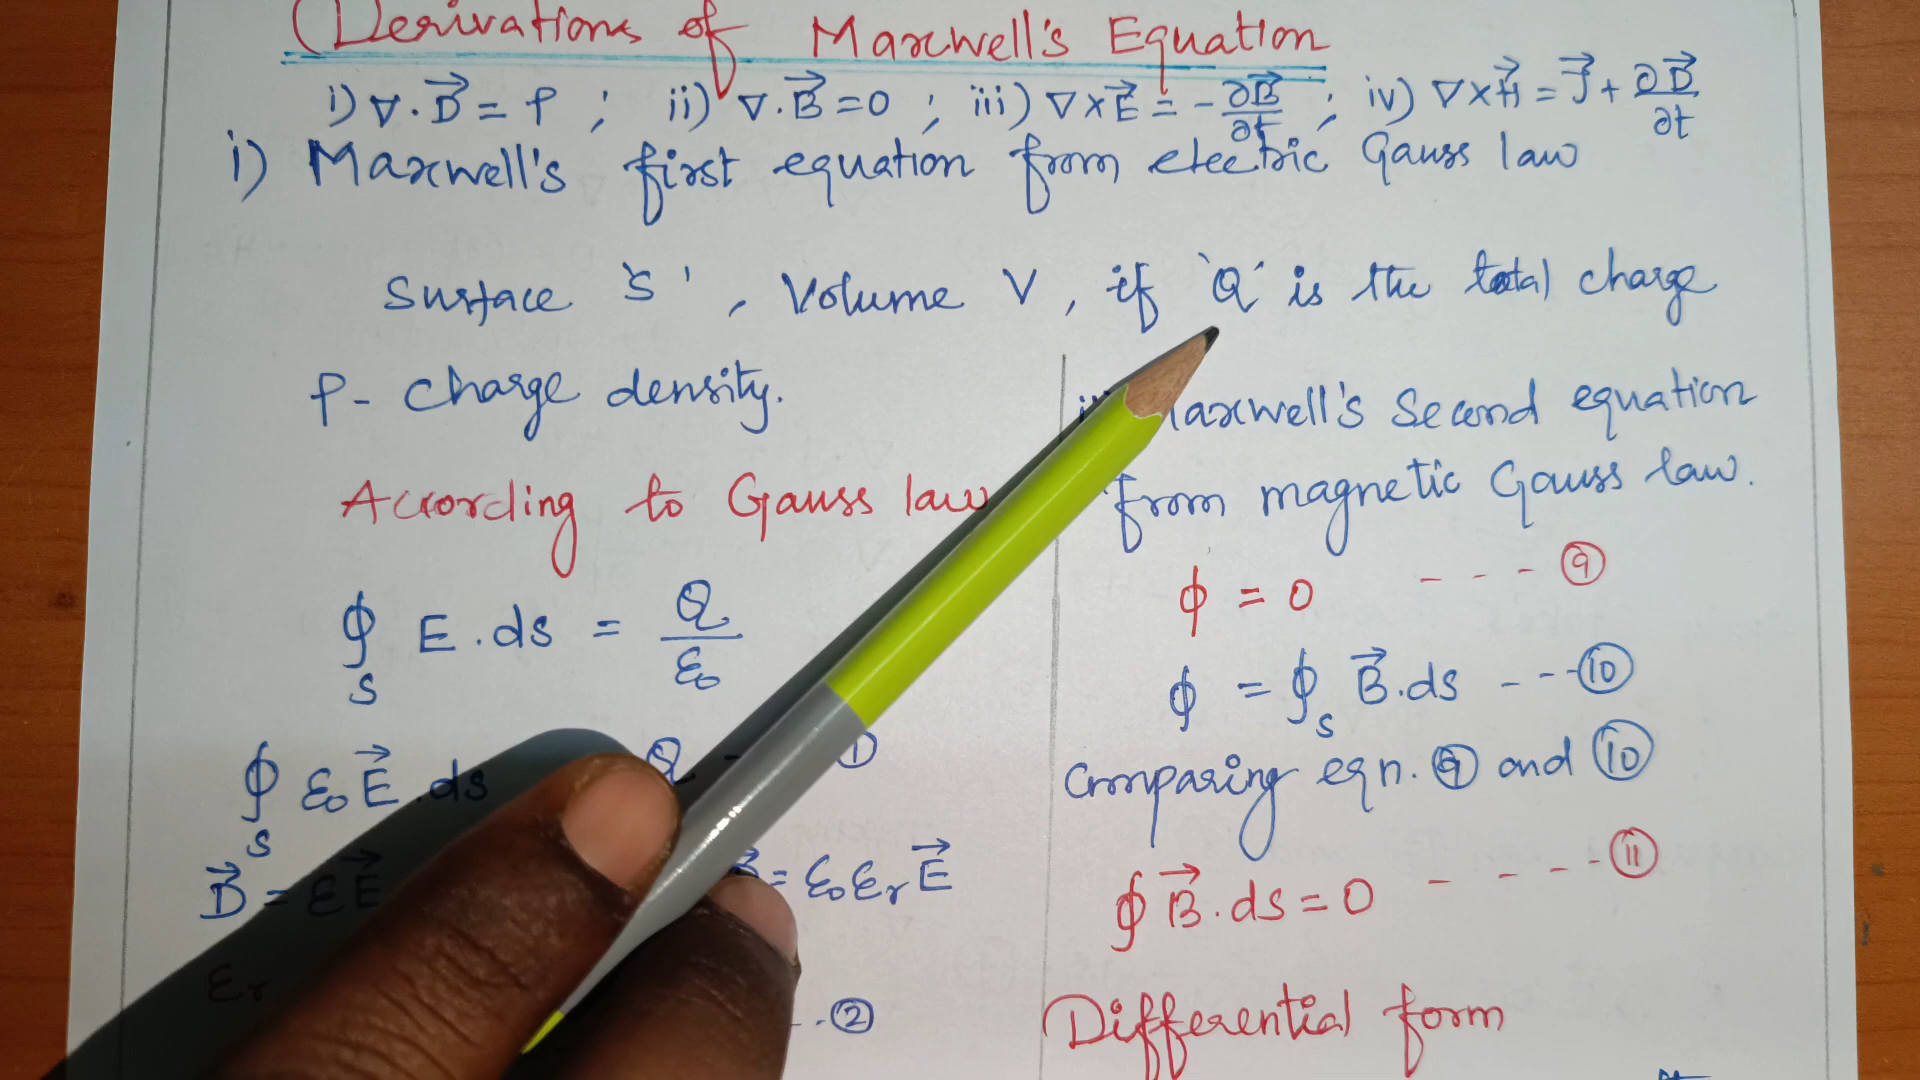 Derivations of Maxwell's Equation
i) ∇.D⃗ = ρ ; ii) ∇.B⃗ = 0 ; iii) ∇×E⃗ = -∂B⃗/∂t ; iv) ∇×H⃗ = J⃗ + ∂D⃗/∂t
i) Maxwell's first equation from electric Gauss law
Surface 'S', Volume V, if 'Q' is the total charge
ρ - charge density.
According to Gauss law
∮S E.ds = Q/ε₀
∮S ε₀E⃗.ds Q - ①
D⃗ = εE⃗ = ε₀εᵣE⃗
εᵣ
- . ②
Maxwell's Second equation
from magnetic Gauss law.
ϕ = 0 - - - ⑨
ϕ = ∮S B⃗.ds - - - ⑩
Comparing eqn. ⑨ and ⑩
∮ B⃗.ds = 0 - - - - ⑪
Differential form